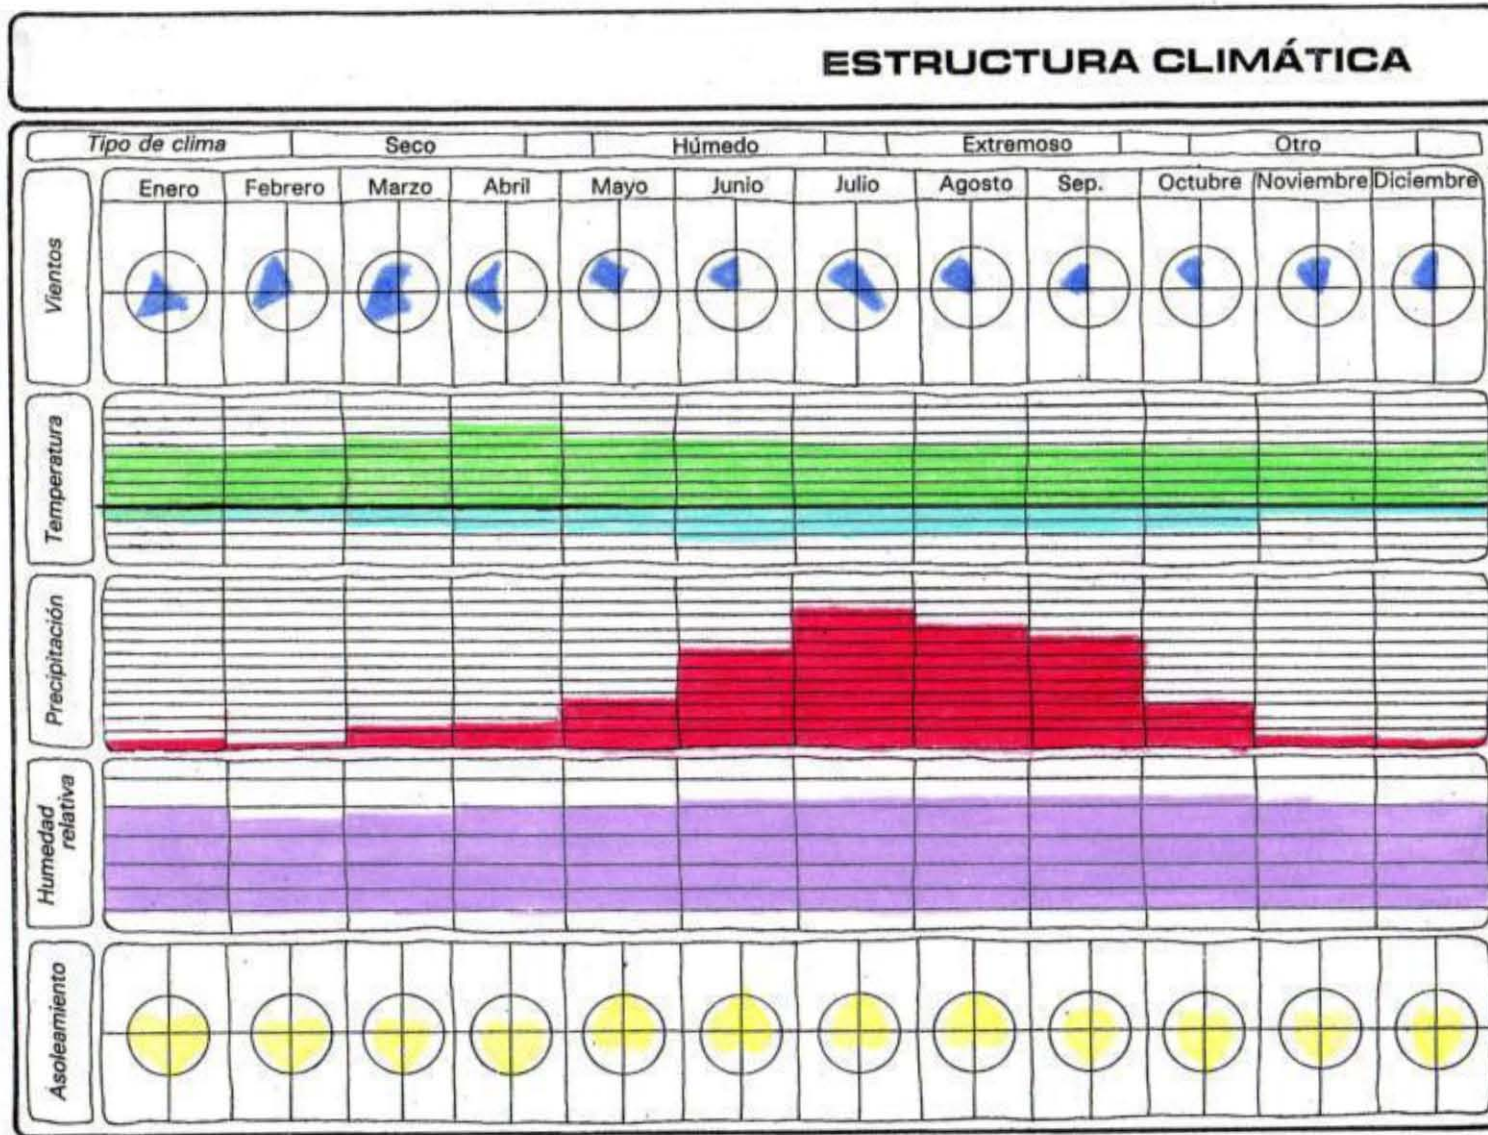 ESTRUCTURA CLIMÁTICA
Tipo de clima Seco Húmedo Extremoso Otro
Enero Febrero Marzo Abril Mayo Junio Julio Agosto Sep. Octubre Noviembre Diciembre
Vientos
Temperatura
Precipitación
Humedad
relativa
Asoleamiento